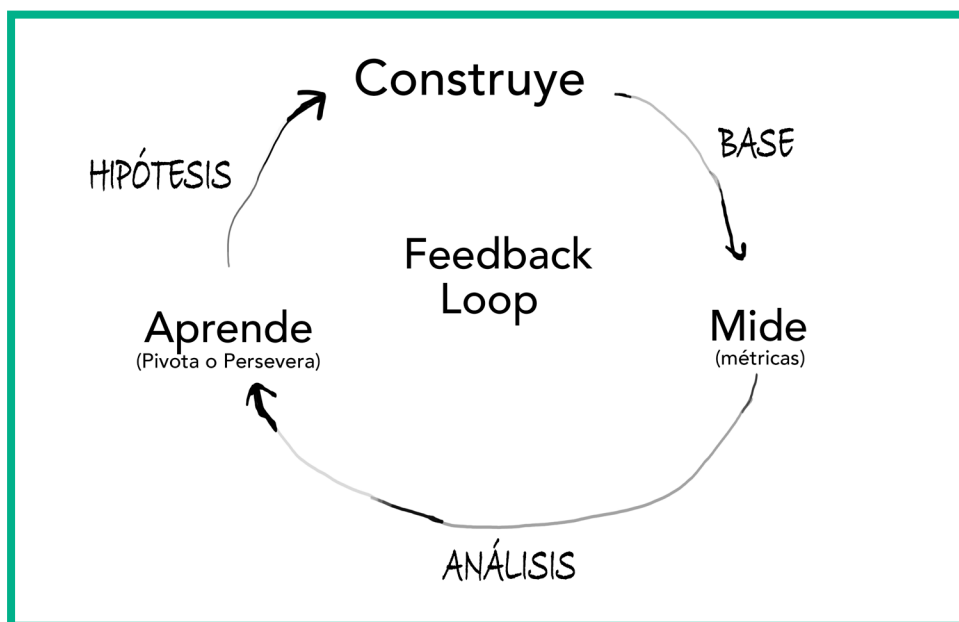 Construye
BASE
HIPÓTESIS
Feedback
Loop
Aprende
(Pivota o Persevera)
Mide
(métricas)
ANÁLISIS